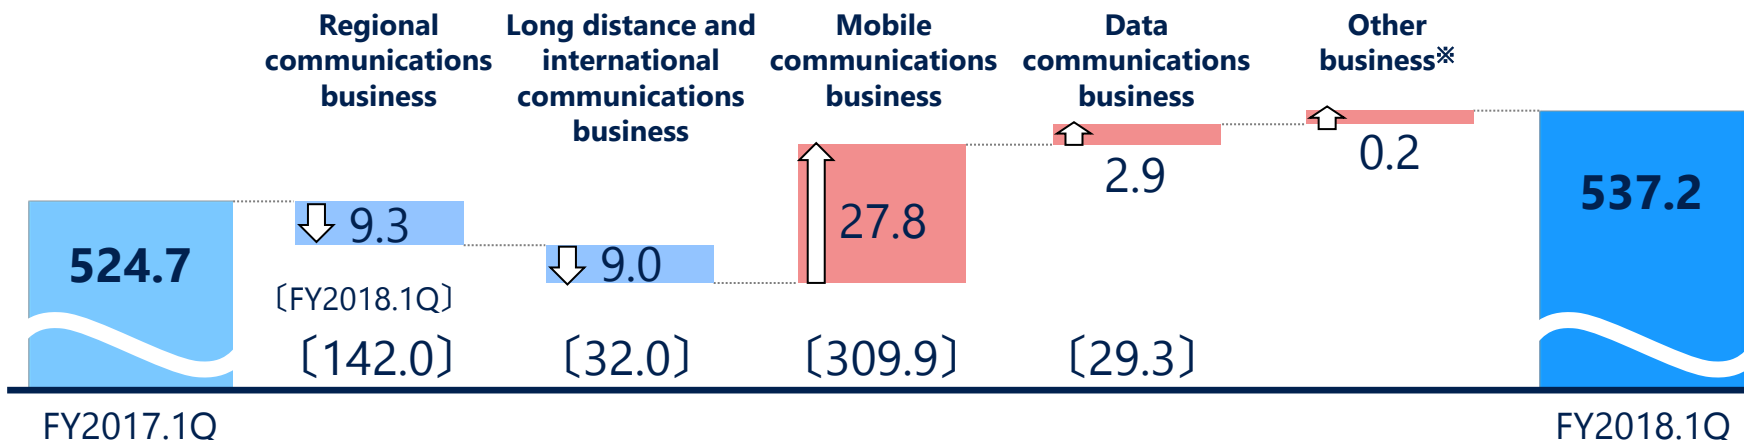 Regional
communications
business
Long distance and
international
communications
business
Mobile
communications
business
Data
communications
business
Other
business※
524.7
9.3
9.0
27.8
2.9
0.2
537.2
〔FY2018.1Q〕
〔142.0〕
〔32.0〕
〔309.9〕
〔29.3〕
FY2017.1Q
FY2018.1Q